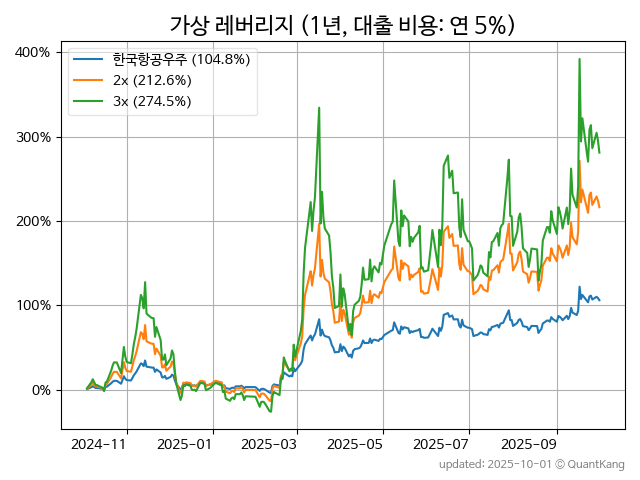 가상 레버리지 (1년, 대출 비용: 연 5%)
한국항공우주 (104.8%)
2x (212.6%)
3x (274.5%)
400%
300%
200%
100%
0%
2024-11 2025-01 2025-03 2025-05 2025-07 2025-09
updated: 2025-10-01 © QuantKang